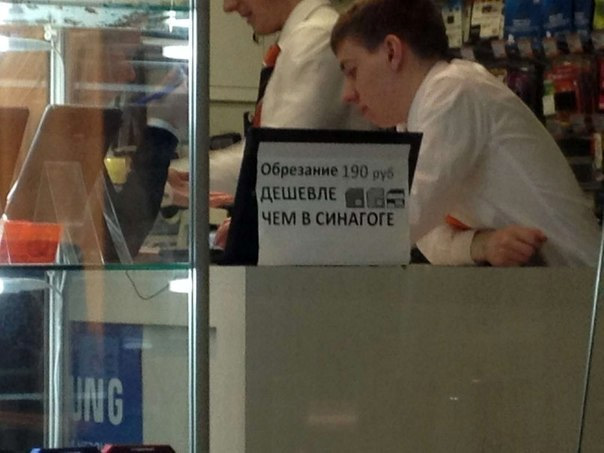 Обрезание 190 руб
ДЕШЕВЛЕ
ЧЕМ В СИНАГОГЕ
UNG